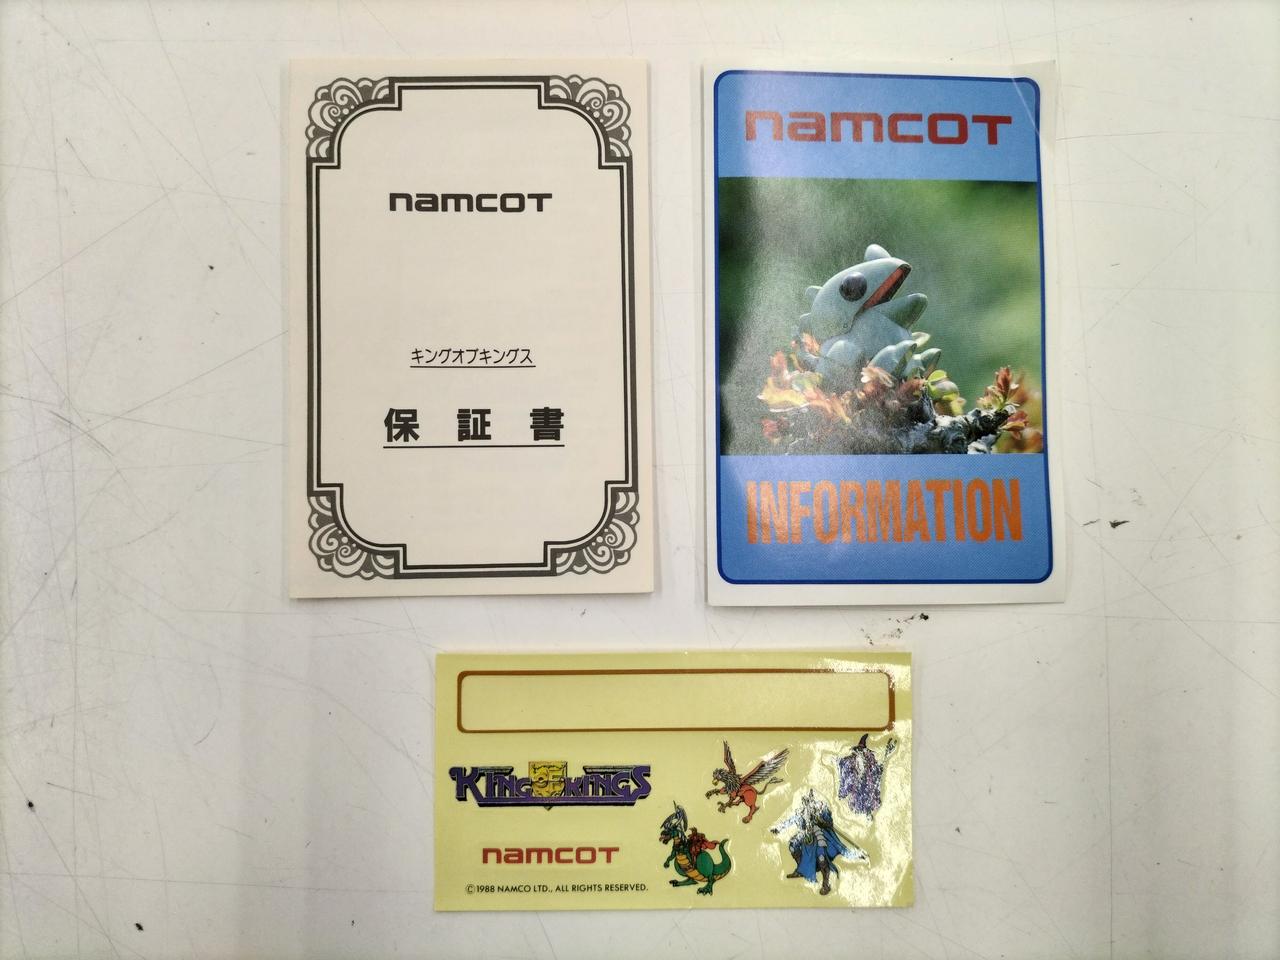 namcot
キングオブキングス
保証書
namcot
INFORMATION
KING OF KINGS
namcot
©1988 NAMCO LTD., ALL RIGHTS RESERVED.